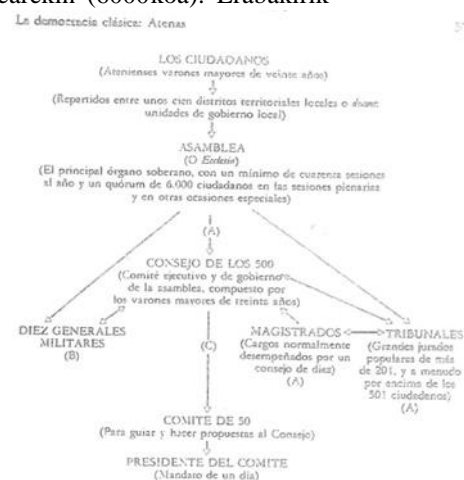 (6000koa). Erabakirik
La democracia clásica: Atenas
LOS CIUDADANOS
(Atenienses varones mayores de veinte años)
(Repartidos entre unos cien distritos territoriales locales o
unidades de gobierno local)
ASAMBLEA
(O Ecclesia)
(El principal órgano soberano, con un mínimo de cuarenta sesiones
al año y un quórum de 6.000 ciudadanos en las sesiones plenarias
y en otras ocasiones especiales)
(A)
CONSEJO DE LOS 500
(Comité ejecutivo y de gobierno
de la asamblea, compuesto por
los varones mayores de treinta años)
DIEZ GENERALES
MILITARES
(B)
(C)
MAGISTRADOS
(Cargos normalmente
desempeñados por un
consejo de diez)
(A)
TRIBUNALES
(Grandes jurados
populares de más
de 201, y a menudo
por encima de los
501 ciudadanos)
(A)
COMITE DE 50
(Para guiar y hacer propuestas al Consejo)
PRESIDENTE DEL COMITE
(Mandato de un día)